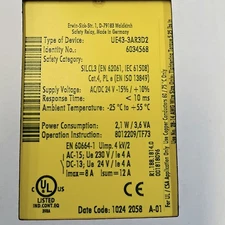 Erwin-Sick-Str. 1, D-79183 Waldkirch
Safety Relay, Made in Germany
Type of Device: UE43-3AR3D2
Identity No.: 6034568
Safety Category:
SILCL3 (EN 62061, IEC 61508)
Cat.4, PL e (EN ISO 13849)
Supply Voltage: AC/DC 24 V -15% / +10%
Response Time: < 10 ms
Ambient Temperature: -25 °C to +55 °C
Power Consumption: 2,1 W / 3,6 VA
Operation Instruction: 8012209/TF73
EN 60664-1 Uimp. 4 kV/2
AC-15; Ue 230 V/ Ie 4 A
DC-13; Ue 24 V/ Ie 4 A
Imax= 8 A Isum= 12 A
UL
LISTED
IND.CONT.EQ
Date Code: 1024 2058 A-01